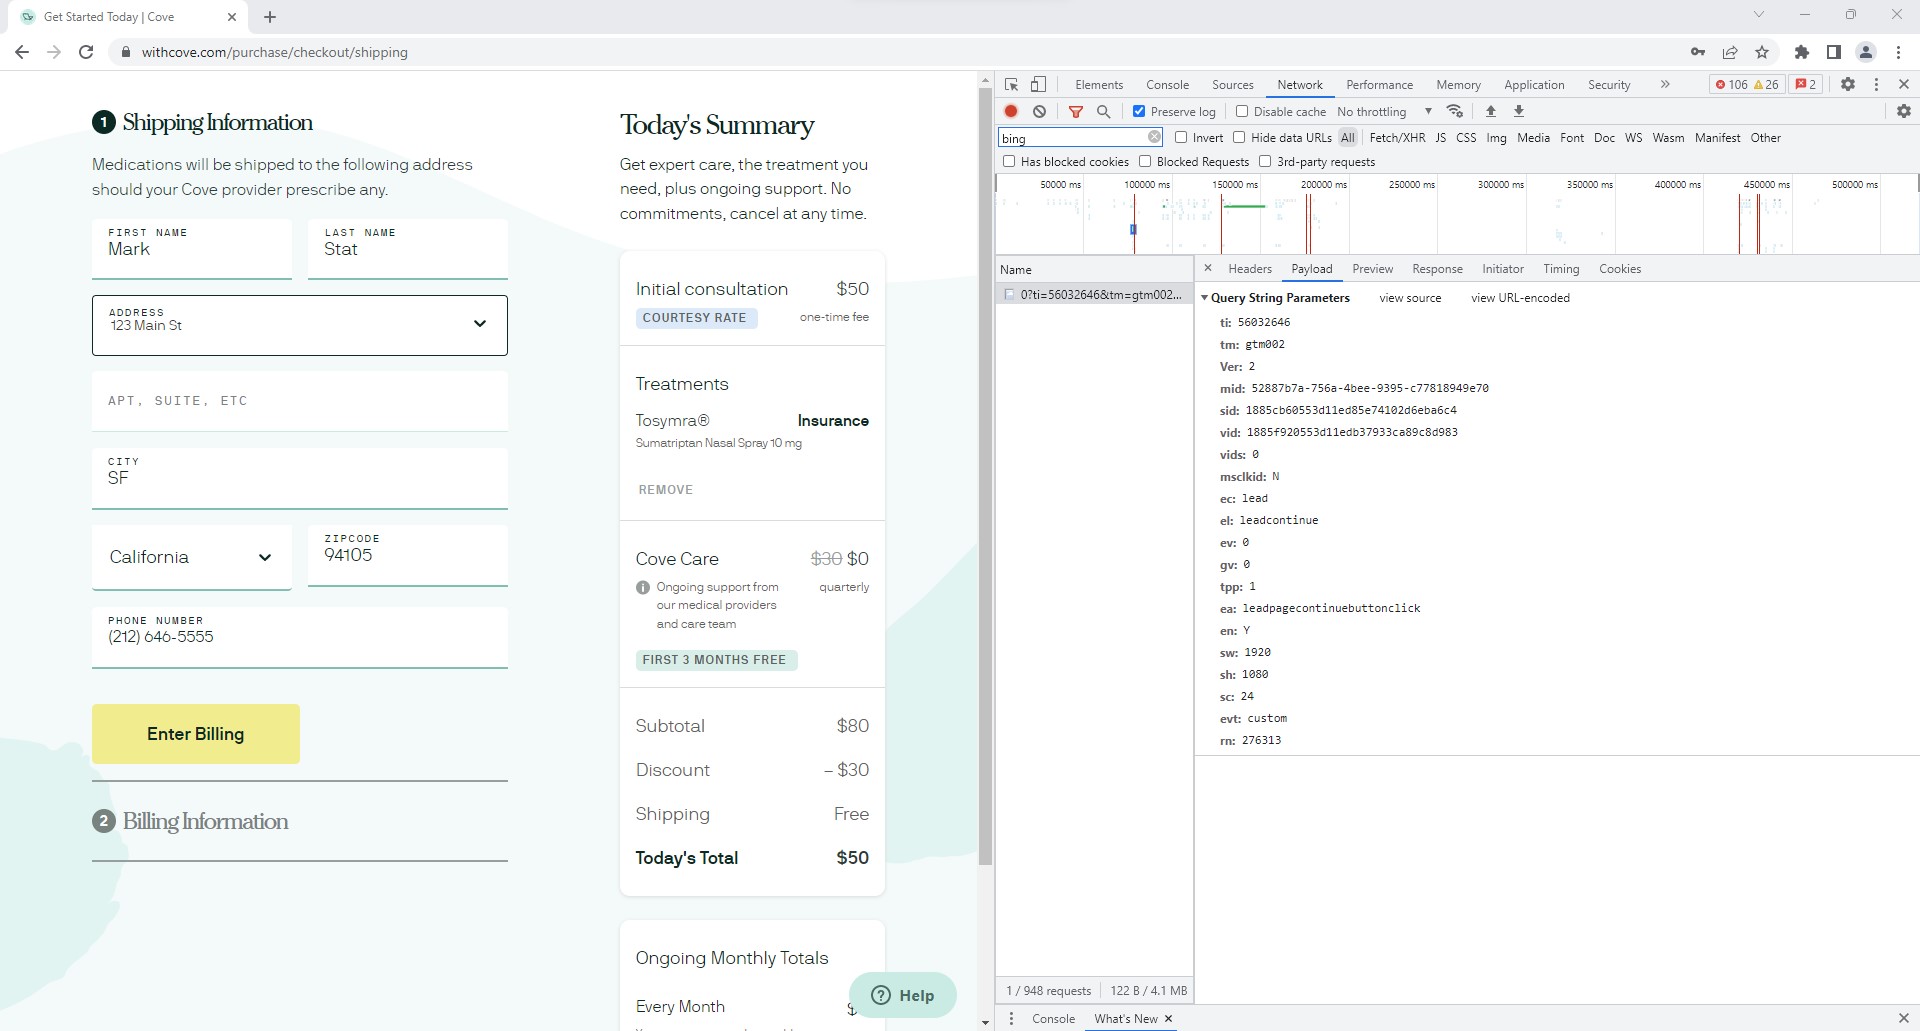 Get Started Today | Cove
withcove.com/purchase/checkout/shipping
1 Shipping Information
Medications will be shipped to the following address
should your Cove provider prescribe any.
FIRST NAME
Mark
LAST NAME
Stat
ADDRESS
123 Main St
APT, SUITE, ETC
CITY
SF
California
ZIPCODE
94105
PHONE NUMBER
(212) 646-5555
Enter Billing
2 Billing Information
Today's Summary
Get expert care, the treatment you
need, plus ongoing support. No
commitments, cancel at any time.
Initial consultation $50
COURTESY RATE one-time fee
Treatments
Tosymra® Insurance
Sumatriptan Nasal Spray 10 mg
REMOVE
Cove Care $30 $0
Ongoing support from quarterly
our medical providers
and care team
FIRST 3 MONTHS FREE
Subtotal $80
Discount – $30
Shipping Free
Today's Total $50
Ongoing Monthly Totals
Every Month $
Help
Elements Console Sources Network Performance Memory Application Security » 106 26 2
Preserve log Disable cache No throttling
bing Invert Hide data URLs All Fetch/XHR JS CSS Img Media Font Doc WS Wasm Manifest Other
Has blocked cookies Blocked Requests 3rd-party requests
50000 ms 100000 ms 150000 ms 200000 ms 250000 ms 300000 ms 350000 ms 400000 ms 450000 ms 500000 ms
Name
0?ti=56032646&tm=gtm002...
Headers Payload Preview Response Initiator Timing Cookies
Query String Parameters view source view URL-encoded
ti: 56032646
tm: gtm002
Ver: 2
mid: 52887b7a-756a-4bee-9395-c77818949e70
sid: 1885cb60553d11ed85e74102d6eba6c4
vid: 1885f920553d11edb37933ca89c8d983
vids: 0
msclkid: N
ec: lead
el: leadcontinue
ev: 0
gv: 0
tpp: 1
ea: leadpagecontinuebuttonclick
en: Y
sw: 1920
sh: 1080
sc: 24
evt: custom
rn: 276313
1 / 948 requests 122 B / 4.1 MB
Console What's New